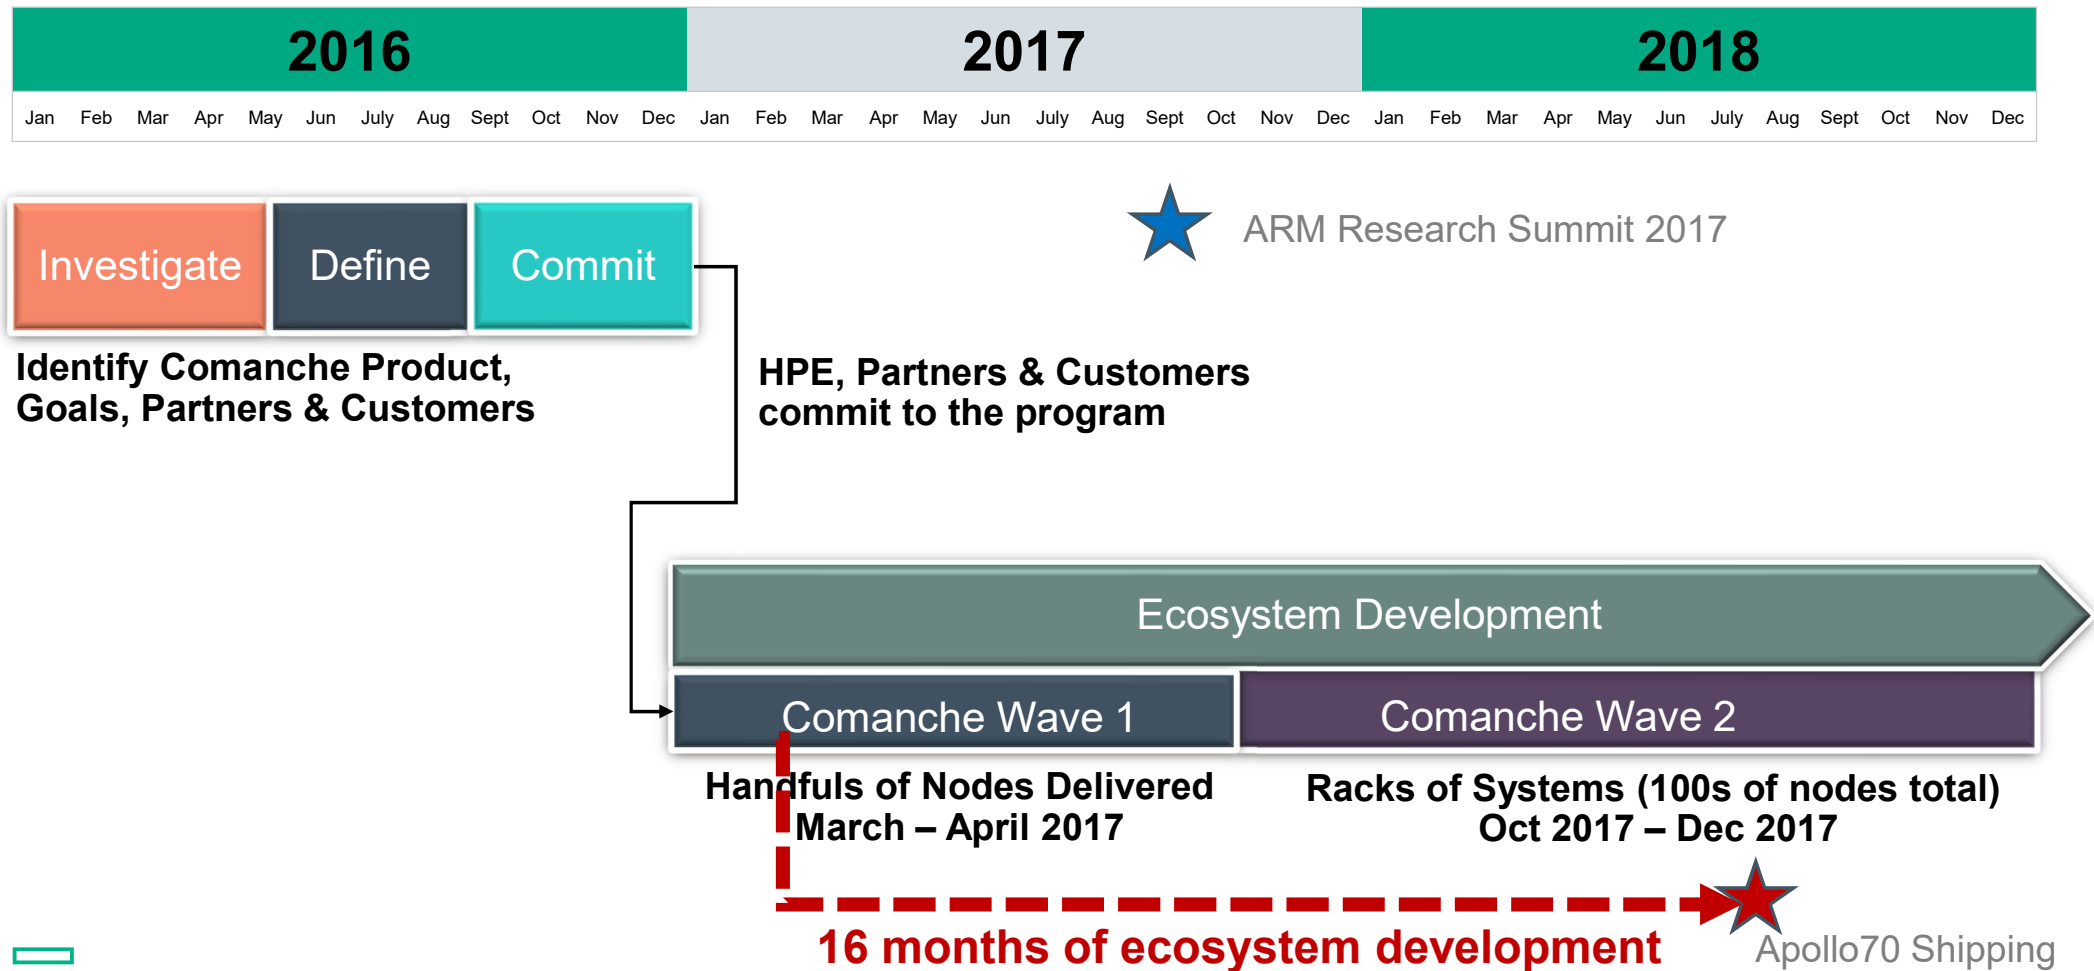 2016 2017 2018
Jan Feb Mar Apr May Jun July Aug Sept Oct Nov Dec Jan Feb Mar Apr May Jun July Aug Sept Oct Nov Dec Jan Feb Mar Apr May Jun July Aug Sept Oct Nov Dec
Investigate Define Commit
ARM Research Summit 2017
Identify Comanche Product,
Goals, Partners & Customers
HPE, Partners & Customers
commit to the program
Ecosystem Development
Comanche Wave 1
Comanche Wave 2
Handfuls of Nodes Delivered
March – April 2017
Racks of Systems (100s of nodes total)
Oct 2017 – Dec 2017
16 months of ecosystem development
Apollo70 Shipping